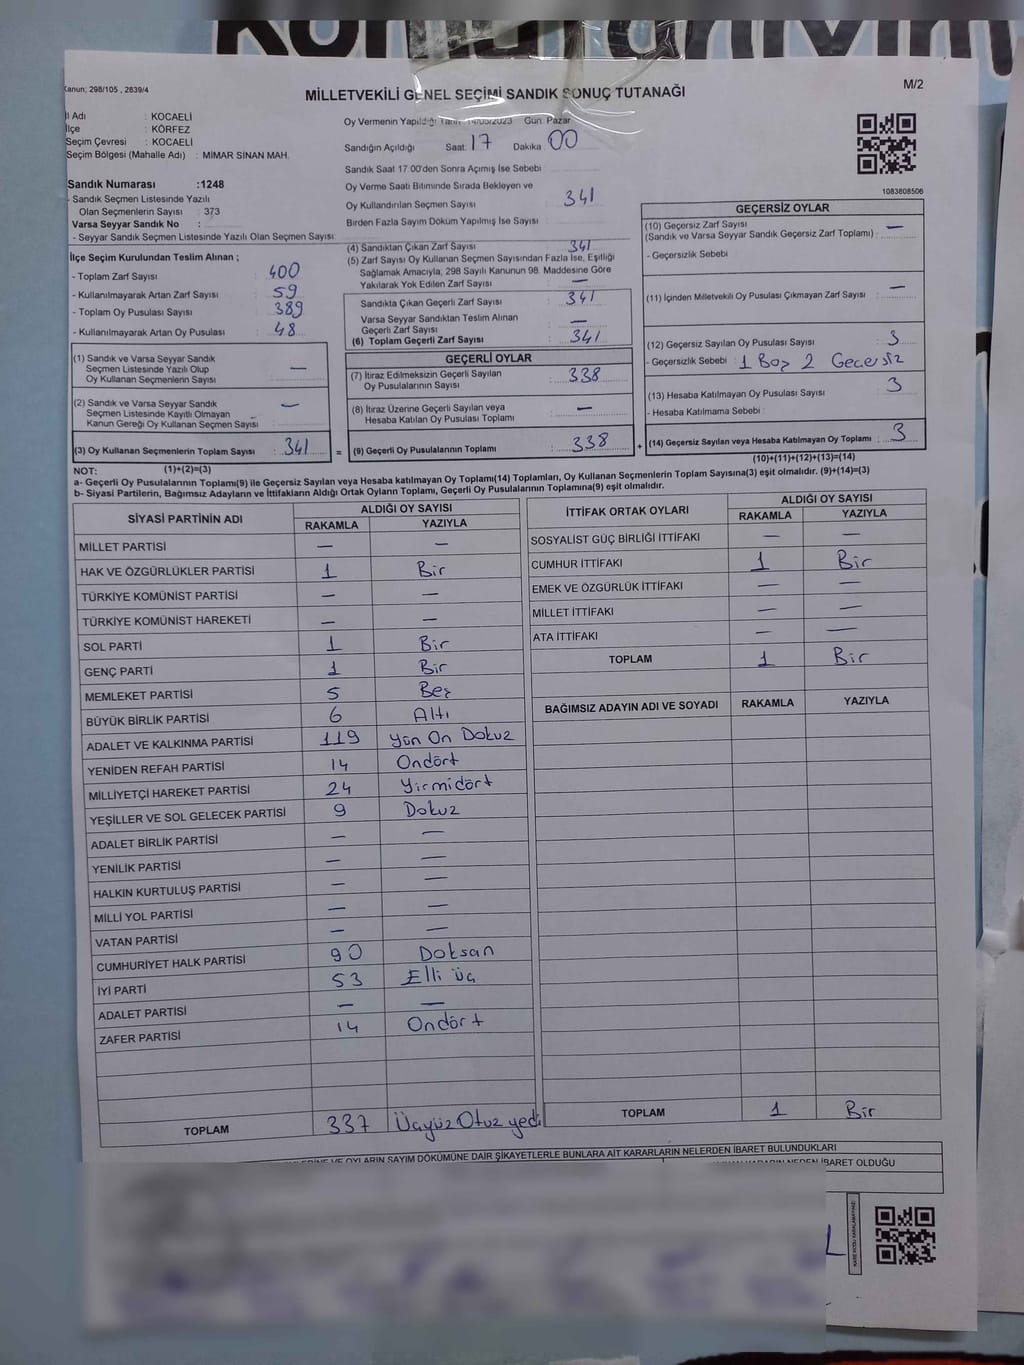 Kanun; 298/105 , 2839/4
M/2
MİLLETVEKİLİ GENEL SEÇİMİ SANDIK SONUÇ TUTANAĞI
İl Adı : KOCAELİ
İlçe : KÖRFEZ
Seçim Çevresi : KOCAELİ
Seçim Bölgesi (Mahalle Adı) : MİMAR SİNAN MAH.
Sandık Numarası :1248
- Sandık Seçmen Listesinde Yazılı
Olan Seçmenlerin Sayısı : 373
Varsa Seyyar Sandık No :
- Seyyar Sandık Seçmen Listesinde Yazılı Olan Seçmen Sayısı:
Oy Vermenin Yapıldığı Tarih: 14/05/2023 Gün: Pazar
Sandığın Açıldığı Saat: 17 Dakika: 00
Sandık Saat 17.00'den Sonra Açımış İse Sebebi :
Oy Verme Saati Bitiminde Sırada Bekleyen ve
Oy Kullandırılan Seçmen Sayısı : 341
Birden Fazla Sayım Döküm Yapılmış İse Sayısı :
1083808506
İlçe Seçim Kurulundan Teslim Alınan ;
- Toplam Zarf Sayısı : 400
- Kullanılmayarak Artan Zarf Sayısı : 59
- Toplam Oy Pusulası Sayısı : 389
- Kullanılmayarak Artan Oy Pusulası : 48
(1) Sandık ve Varsa Seyyar Sandık
Seçmen Listesinde Yazılı Olup
Oy Kullanan Seçmenlerin Sayısı : —
(2) Sandık ve Varsa Seyyar Sandık
Seçmen Listesinde Kayıtlı Olmayan
Kanun Gereği Oy Kullanan Seçmen Sayısı : —
(3) Oy Kullanan Seçmenlerin Toplam Sayısı : 341
(4) Sandıktan Çıkan Zarf Sayısı : 341
(5) Zarf Sayısı Oy Kullanan Seçmen Sayısından Fazla İse, Eşitliği
Sağlamak Amacıyla, 298 Sayılı Kanunun 98. Maddesine Göre
Yakılarak Yok Edilen Zarf Sayısı : —
Sandıkta Çıkan Geçerli Zarf Sayısı : 341
Varsa Seyyar Sandıktan Teslim Alınan
Geçerli Zarf Sayısı : —
(6) Toplam Geçerli Zarf Sayısı : 341
GEÇERLİ OYLAR
(7) İtiraz Edilmeksizin Geçerli Sayılan
Oy Pusulalarının Sayısı : 338
(8) İtiraz Üzerine Geçerli Sayılan veya
Hesaba Katılan Oy Pusulası Toplamı : —
= (9) Geçerli Oy Pusulalarının Toplamı : 338 +
GEÇERSİZ OYLAR
(10) Geçersiz Zarf Sayısı
(Sandık ve Varsa Seyyar Sandık Geçersiz Zarf Toplamı) : —
- Geçersizlik Sebebi
(11) İçinden Milletvekili Oy Pusulası Çıkmayan Zarf Sayısı : —
(12) Geçersiz Sayılan Oy Pusulası Sayısı : 3
- Geçersizlik Sebebi : 1 Boş 2 Geçersiz
(13) Hesaba Katılmayan Oy Pusulası Sayısı : 3
- Hesaba Katılmama Sebebi :
(14) Geçersiz Sayılan veya Hesaba Katılmayan Oy Toplamı : 3
NOT: (1)+(2)=(3)
(10)+(11)+(12)+(13)=(14)
a- Geçerli Oy Pusulalarının Toplamı(9) ile Geçersiz Sayılan veya Hesaba katılmayan Oy Toplamı(14) Toplamları, Oy Kullanan Seçmenlerin Toplam Sayısına(3) eşit olmalıdır. (9)+(14)=(3)
b- Siyasi Partilerin, Bağımsız Adayların ve İttifakların Aldığı Ortak Oyların Toplamı, Geçerli Oy Pusulalarının Toplamına(9) eşit olmalıdır.
SİYASİ PARTİNİN ADI ALDIĞI OY SAYISI
RAKAMLA YAZIYLA
MİLLET PARTİSİ — —
HAK VE ÖZGÜRLÜKLER PARTİSİ 1 Bir
TÜRKİYE KOMÜNİST PARTİSİ — —
TÜRKİYE KOMÜNİST HAREKETİ — —
SOL PARTİ 1 Bir
GENÇ PARTİ 1 Bir
MEMLEKET PARTİSİ 5 Beş
BÜYÜK BİRLİK PARTİSİ 6 Altı
ADALET VE KALKINMA PARTİSİ 119 Yüz On Dokuz
YENİDEN REFAH PARTİSİ 14 Ondört
MİLLİYETÇİ HAREKET PARTİSİ 24 Yirmidört
YEŞİLLER VE SOL GELECEK PARTİSİ 9 Dokuz
ADALET BİRLİK PARTİSİ — —
YENİLİK PARTİSİ — —
HALKIN KURTULUŞ PARTİSİ — —
MİLLİ YOL PARTİSİ — —
VATAN PARTİSİ — —
CUMHURİYET HALK PARTİSİ 90 Doksan
İYİ PARTİ 53 Elli üç
ADALET PARTİSİ — —
ZAFER PARTİSİ 14 Ondört
TOPLAM 337 Üçyüz Otuz yedi
İTTİFAK ORTAK OYLARI ALDIĞI OY SAYISI
RAKAMLA YAZIYLA
SOSYALİST GÜÇ BİRLİĞİ İTTİFAKI — —
CUMHUR İTTİFAKI 1 Bir
EMEK VE ÖZGÜRLÜK İTTİFAKI — —
MİLLET İTTİFAKI — —
ATA İTTİFAKI — —
TOPLAM 1 Bir
BAĞIMSIZ ADAYIN ADI VE SOYADI RAKAMLA YAZIYLA
TOPLAM 1 Bir
OYLARIN SAYIM DÖKÜMÜNE DAİR ŞİKAYETLERLE BUNLARA AİT KARARLARIN NELERDEN İBARET BULUNDUKLARI
İBARET OLDUĞU